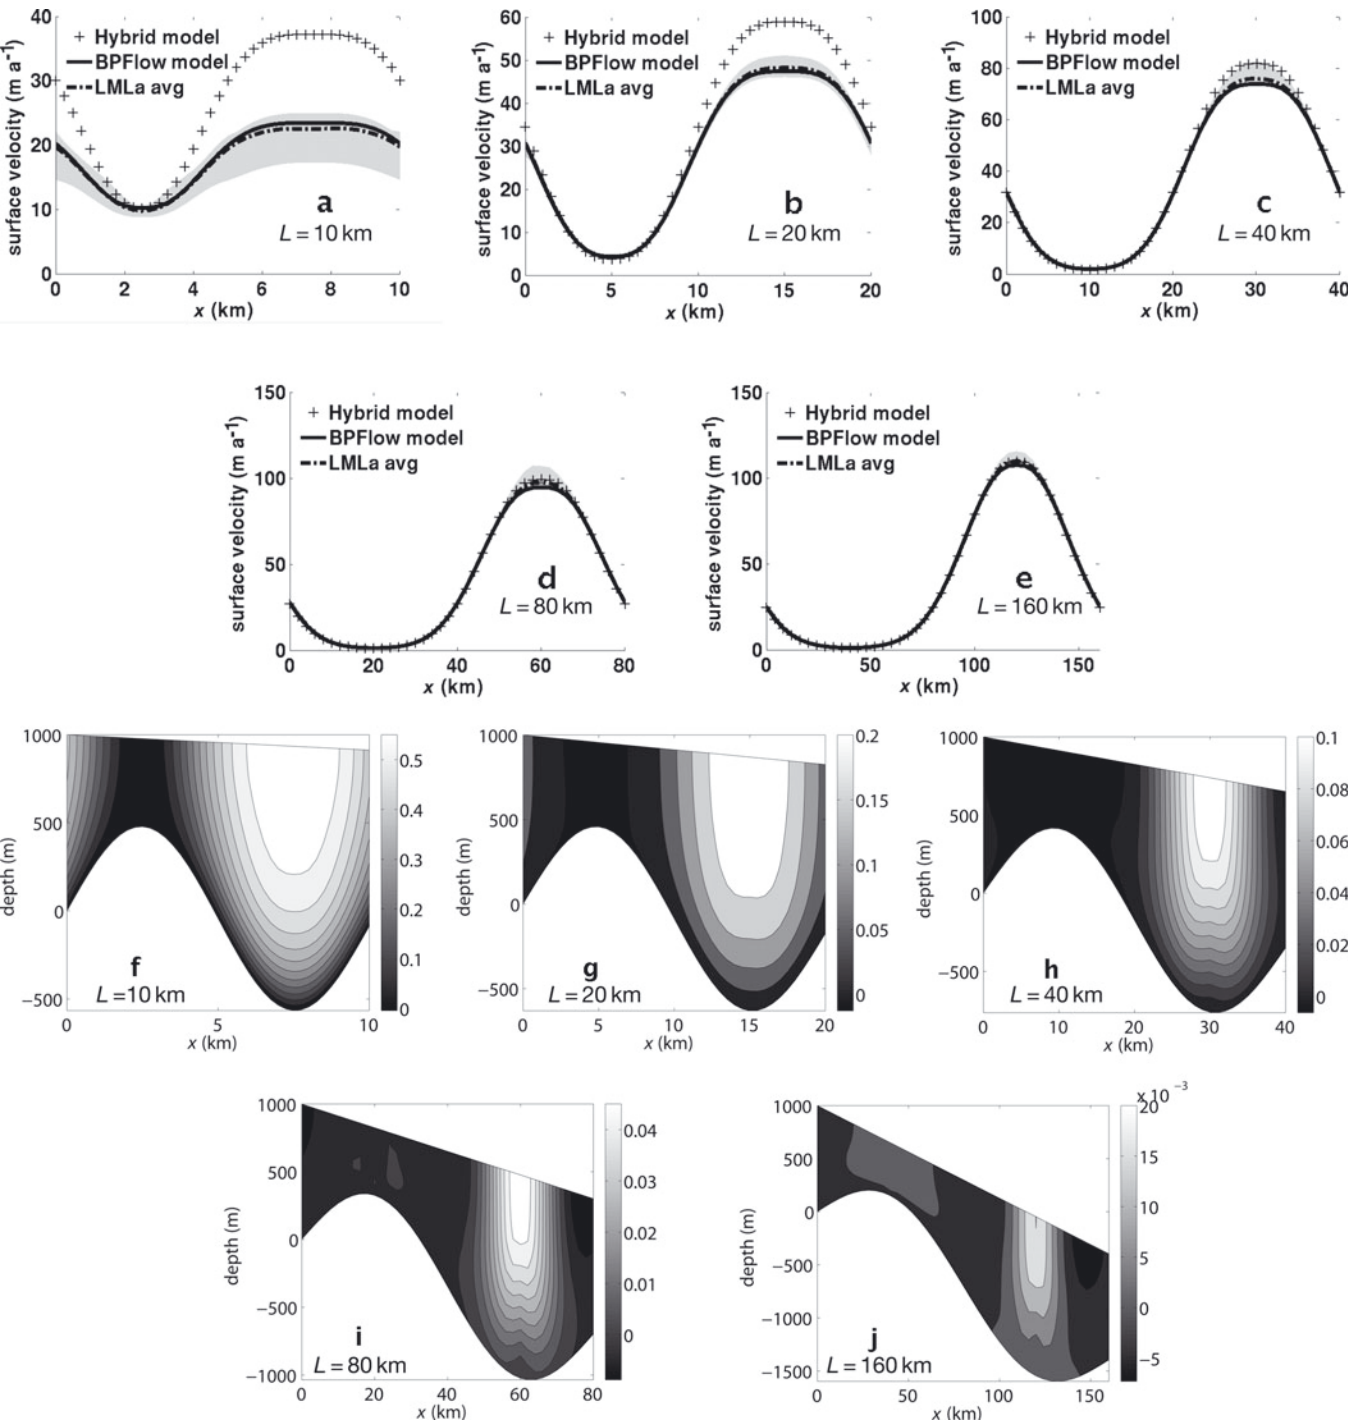 40
30
20
10
0
surface velocity (m a⁻¹)
+ Hybrid model
BPFlow model
LMLa avg
a
L = 10 km
0 2 4 6 8 10
x (km)
60
50
40
30
20
10
0
surface velocity (m a⁻¹)
+ Hybrid model
BPFlow model
LMLa avg
b
L = 20 km
0 5 10 15 20
x (km)
100
80
60
40
20
0
surface velocity (m a⁻¹)
+ Hybrid model
BPFlow model
LMLa avg
c
L = 40 km
0 10 20 30 40
x (km)
150
100
50
0
surface velocity (m a⁻¹)
+ Hybrid model
BPFlow model
LMLa avg
d
L = 80 km
0 20 40 60 80
x (km)
150
100
50
0
surface velocity (m a⁻¹)
+ Hybrid model
BPFlow model
LMLa avg
e
L = 160 km
0 50 100 150
x (km)
1000
500
0
−500
depth (m)
f
L =10 km
0 5 10
x (km)
0.5
0.4
0.3
0.2
0.1
0
1000
500
0
−500
depth (m)
g
L = 20 km
0 5 10 15 20
x (km)
0.2
0.15
0.1
0.05
0
1000
500
0
−500
depth (m)
h
L = 40 km
0 10 20 30 40
x (km)
0.1
0.08
0.06
0.04
0.02
0
1000
500
0
−500
−1000
depth (m)
i
L = 80 km
0 20 40 60 80
x (km)
0.04
0.03
0.02
0.01
0
1000
500
0
−500
−1000
−1500
depth (m)
j
L = 160 km
0 50 100 150
x (km)
x 10 ⁻³
20
15
10
5
0
−5